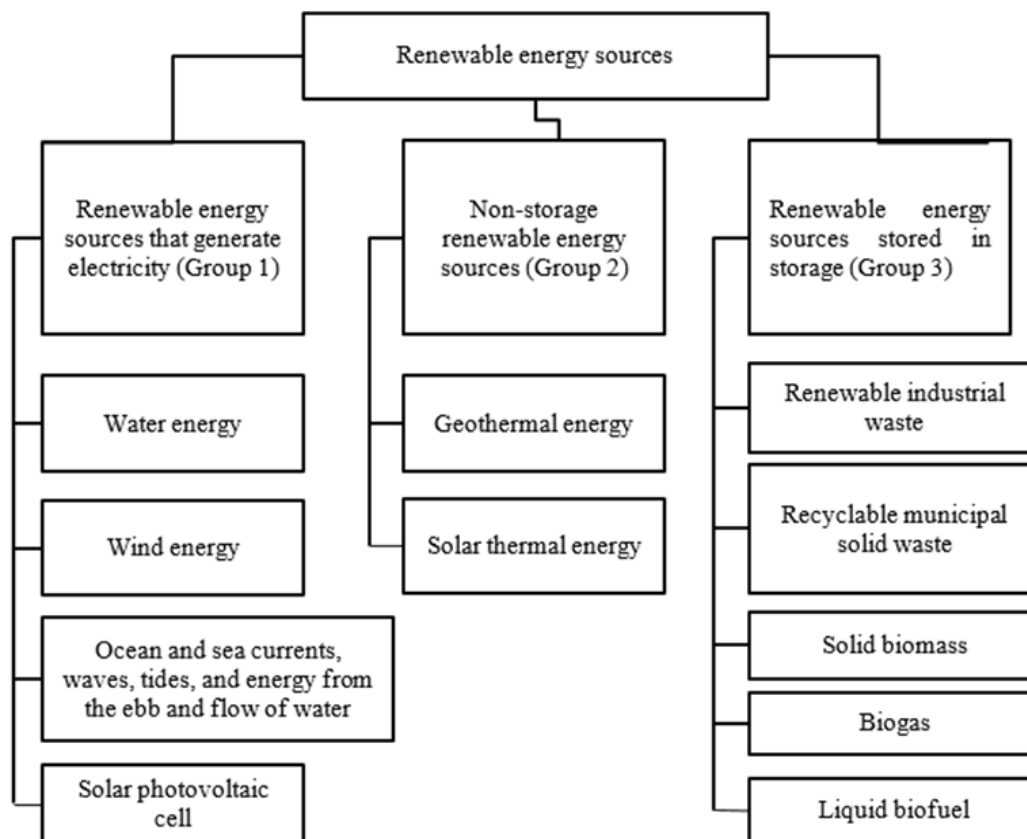 Renewable energy sources
Renewable energy
sources that generate
electricity (Group 1)
Water energy
Wind energy
Ocean and sea currents,
waves, tides, and energy from
the ebb and flow of water
Solar photovoltaic
cell
Non-storage
renewable energy
sources (Group 2)
Geothermal energy
Solar thermal energy
Renewable energy
sources stored in
storage (Group 3)
Renewable industrial
waste
Recyclable municipal
solid waste
Solid biomass
Biogas
Liquid biofuel